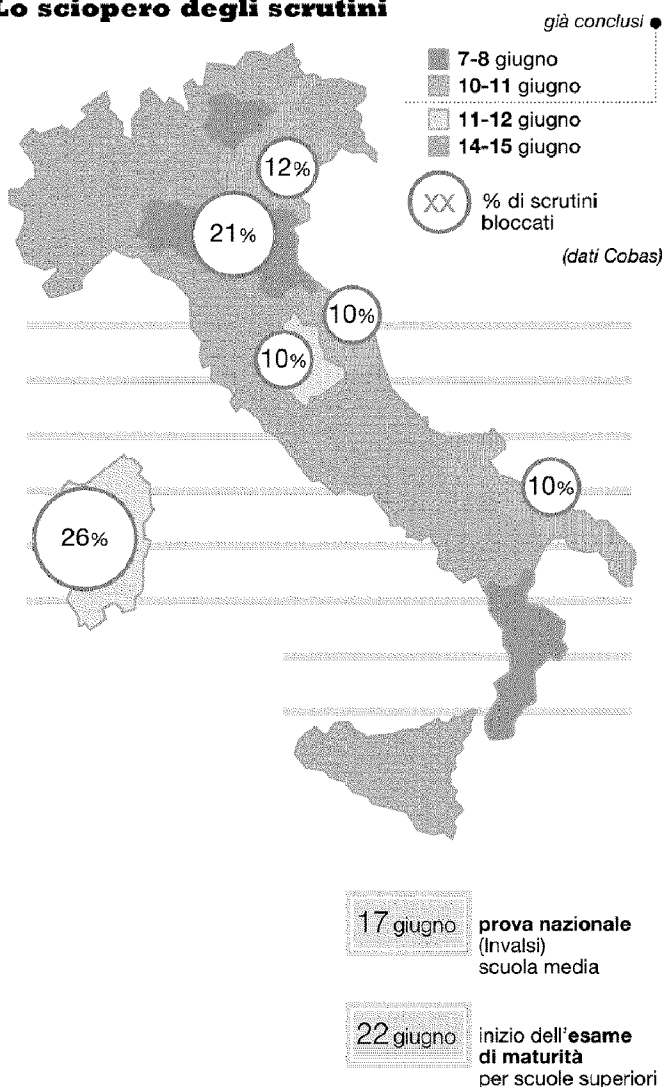 Lo sciopero degli scrutini
già conclusi
7-8 giugno
10-11 giugno
11-12 giugno
14-15 giugno
XX
% di scrutini
bloccati
(dati Cobas)
12%
21%
10%
10%
10%
26%
17 giugno
prova nazionale
(Invalsi)
scuola media
22 giugno
inizio dell'esame
di maturità
per scuole superiori